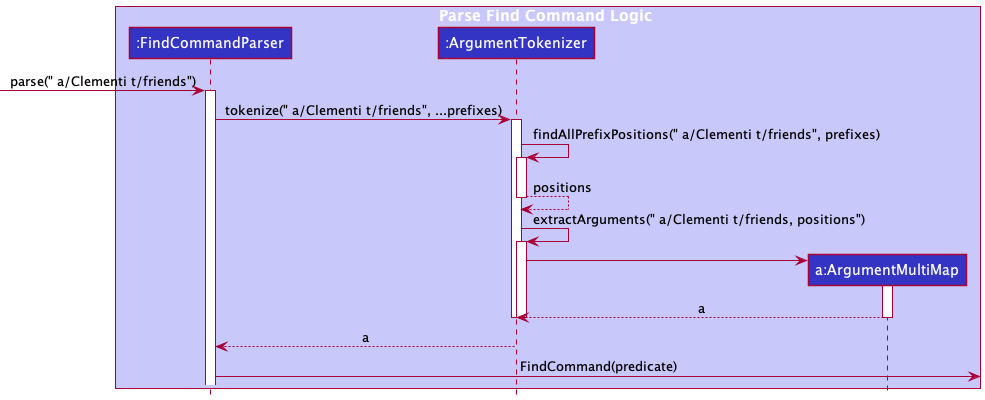 Parse Find Command Logic
:FindCommandParser
:ArgumentTokenizer
parse(" a/Clementi t/friends")
tokenize(" a/Clementi t/friends", ...prefixes)
findAllPrefixPositions(" a/Clementi t/friends", prefixes)
positions
extractArguments(" a/Clementi t/friends, positions")
a:ArgumentMultiMap
a
a
FindCommand(predicate)